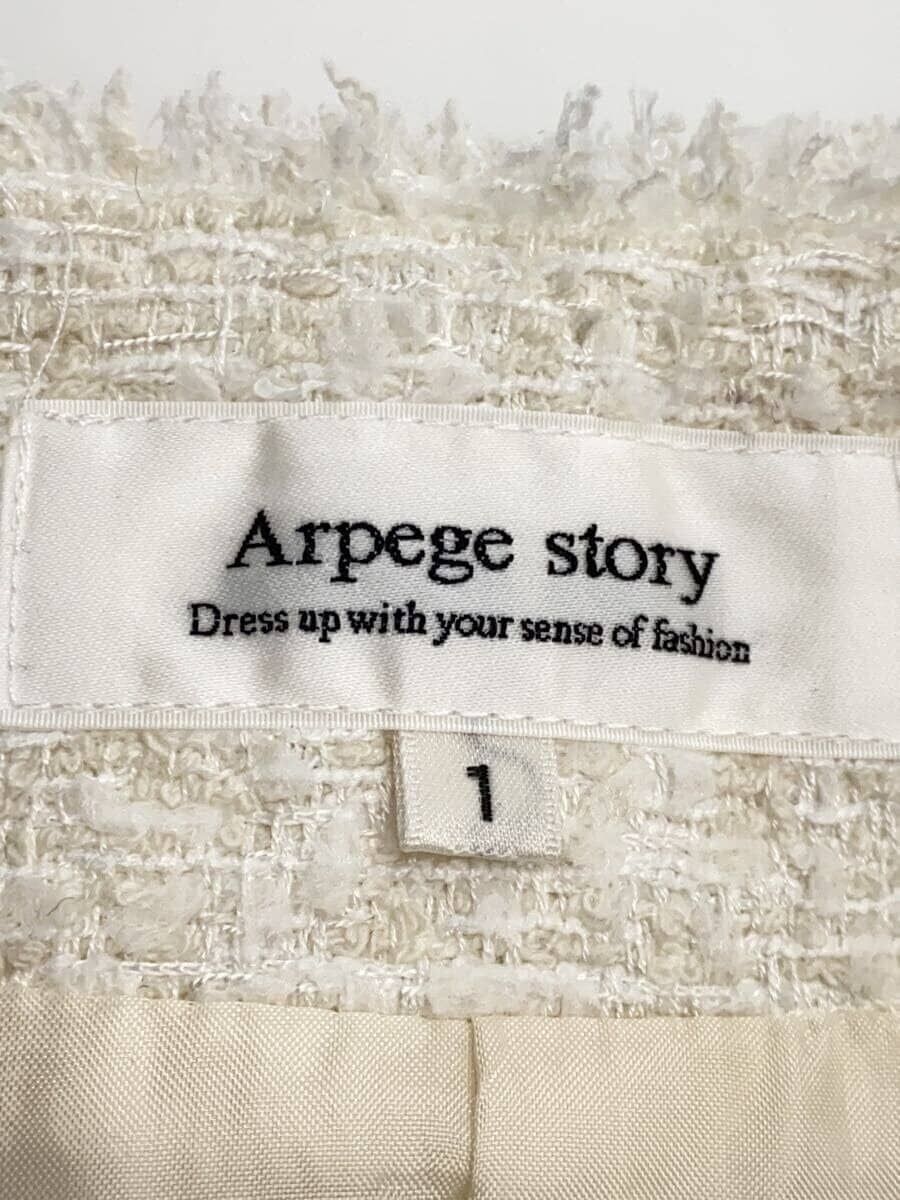 Arpege story
Dress up with your sense of fashion
1